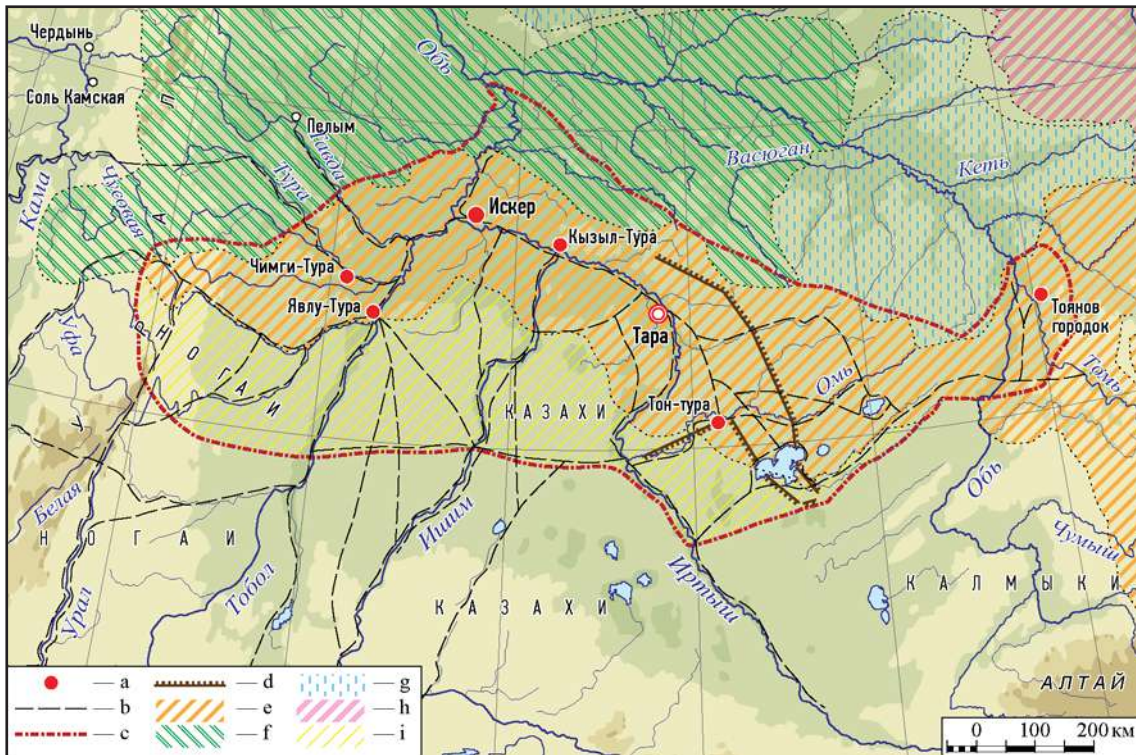 Чердынь
Соль Камская
Обь
Пелым
Тавда
Тура
Васюган
Кеть
Кама
Чусовая
Искер
Кызыл-Тура
Чимги-Тура
Явлу-Тура
Тоянов
городок
Тара
Уфа
УРАЛ
НОГАИ
КАЗАХИ
Омь
Томь
Тон-тура
Белая
Обь
НОГАИ
Ишим
Чумыш
Урал
Тобол
Иртыш
КАЗАХИ
КАЛМЫКИ
АЛТАЙ
— a
— b
— c
— d
— e
— f
— g
— h
— i
0 100 200 км